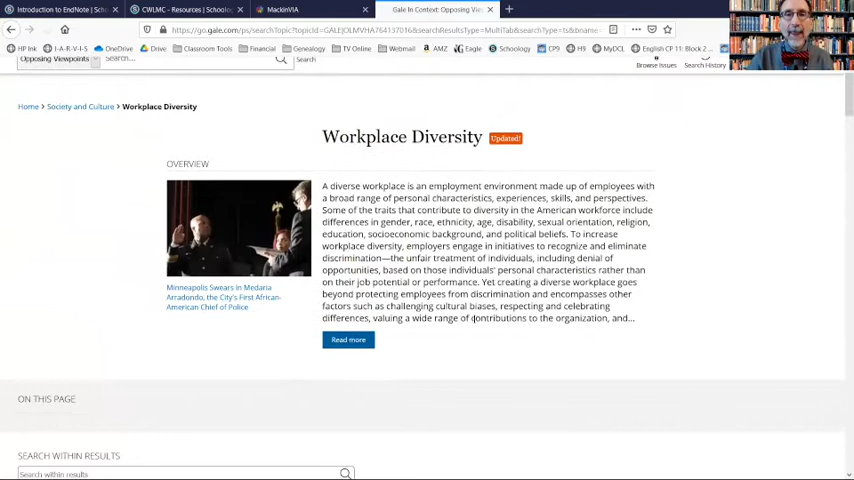 Introduction to EndNote | Scho
CWLMC - Resources | Schoolog
MackinVIA
Gale In Context: Opposing View
https://go.gale.com/ps/searchTopic?topicId=GALE|OLMVHA764137016&searchResultsType=MultiTab&searchType=ts&bname=
HP Ink
J-A-R-V-I-S
OneDrive
Drive
Classroom Tools
Financial
Genealogy
TV Online
Webmail
AMZ
Eagle
Schoology
CP9
H9
MyDCL
English CP 11: Block 2
Opposing Viewpoints
Search...
Search
Browse Issues
Search History
Home > Society and Culture > Workplace Diversity
Workplace Diversity Updated!
OVERVIEW
A diverse workplace is an employment environment made up of employees with
a broad range of personal characteristics, experiences, skills, and perspectives.
Some of the traits that contribute to diversity in the American workforce include
differences in gender, race, ethnicity, age, disability, sexual orientation, religion,
education, socioeconomic background, and political beliefs. To increase
workplace diversity, employers engage in initiatives to recognize and eliminate
discrimination—the unfair treatment of individuals, including denial of
opportunities, based on those individuals' personal characteristics rather than
on their job potential or performance. Yet creating a diverse workplace goes
beyond protecting employees from discrimination and encompasses other
factors such as challenging cultural biases, respecting and celebrating
differences, valuing a wide range of contributions to the organization, and...
Minneapolis Swears in Medaria
Arradondo, the City's First African-
American Chief of Police
Read more
ON THIS PAGE
SEARCH WITHIN RESULTS
Search within results